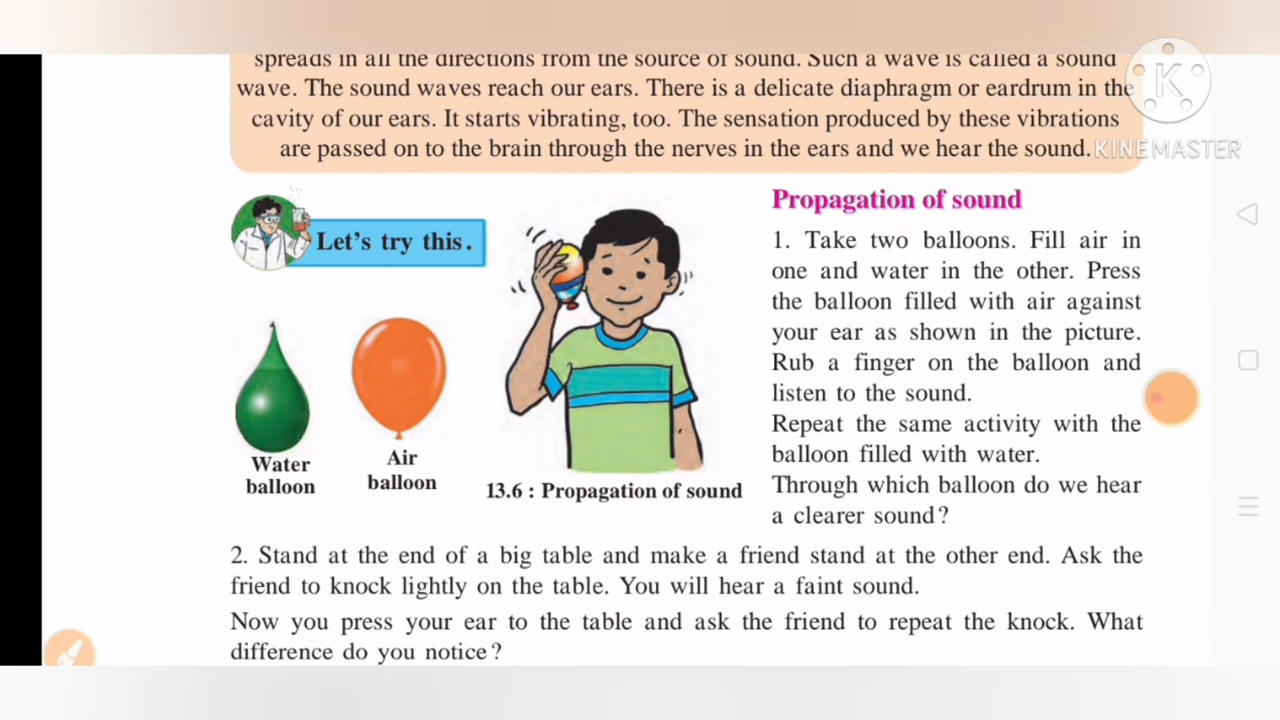 spreads in all the directions from the source of sound. Such a wave is called a sound
wave. The sound waves reach our ears. There is a delicate diaphragm or eardrum in the
cavity of our ears. It starts vibrating, too. The sensation produced by these vibrations
are passed on to the brain through the nerves in the ears and we hear the sound.
K
KINEMASTER
Let's try this.
Water
balloon
Air
balloon
13.6 : Propagation of sound
Propagation of sound
1. Take two balloons. Fill air in
one and water in the other. Press
the balloon filled with air against
your ear as shown in the picture.
Rub a finger on the balloon and
listen to the sound.
Repeat the same activity with the
balloon filled with water.
Through which balloon do we hear
a clearer sound?
2. Stand at the end of a big table and make a friend stand at the other end. Ask the
friend to knock lightly on the table. You will hear a faint sound.
Now you press your ear to the table and ask the friend to repeat the knock. What
difference do you notice?